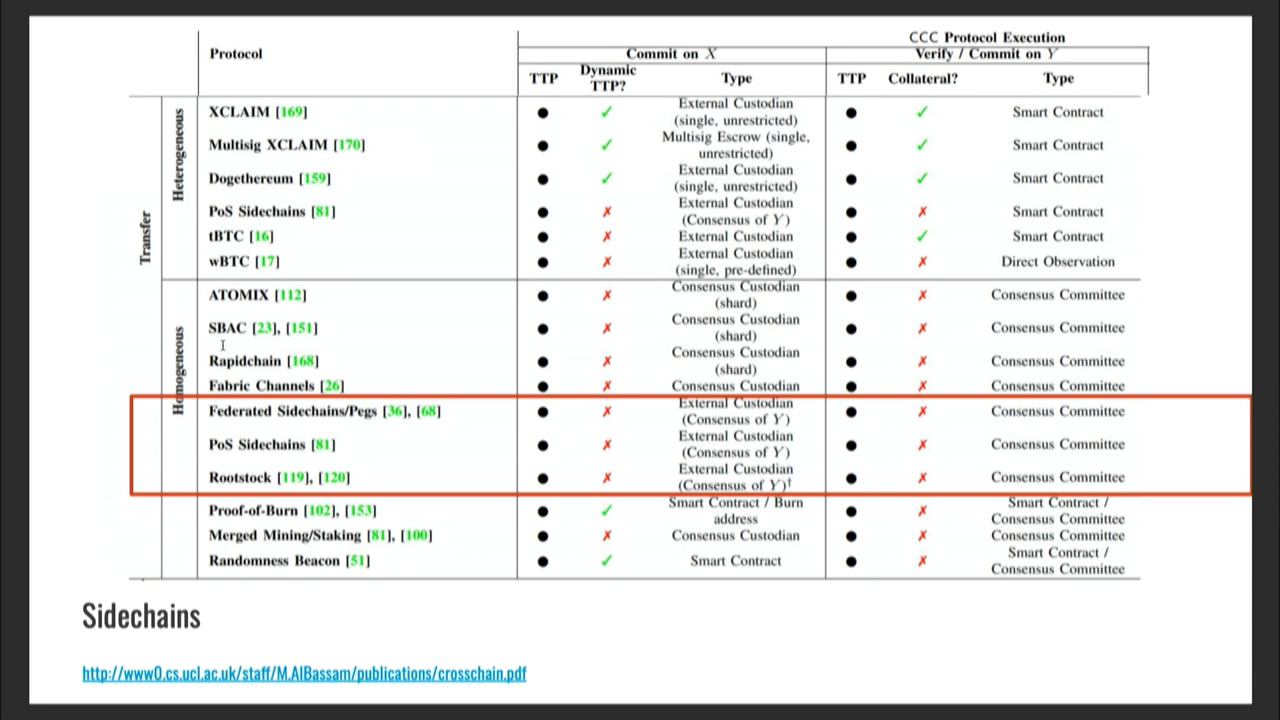 CCC Protocol Execution
Protocol Commit on X Verify / Commit on Y
TTP Dynamic TTP? Type TTP Collateral? Type
Transfer
Heterogeneous
XCLAIM [169] ● ✓ External Custodian (single, unrestricted) ● ✓ Smart Contract
Multisig XCLAIM [170] ● ✓ Multisig Escrow (single, unrestricted) ● ✓ Smart Contract
Dogethereum [159] ● ✓ External Custodian (single, unrestricted) ● ✓ Smart Contract
PoS Sidechains [81] ● ✗ External Custodian (Consensus of Y) ● ✗ Smart Contract
tBTC [16] ● ✗ External Custodian ● ✓ Smart Contract
wBTC [17] ● ✗ External Custodian (single, pre-defined) ● ✗ Direct Observation
Homogeneous
ATOMIX [112] ● ✗ Consensus Custodian (shard) ● ✗ Consensus Committee
SBAC [23], [151] ● ✗ Consensus Custodian (shard) ● ✗ Consensus Committee
Rapidchain [168] ● ✗ Consensus Custodian (shard) ● ✗ Consensus Committee
Fabric Channels [26] ● ✗ Consensus Custodian ● ✗ Consensus Committee
Federated Sidechains/Pegs [36], [68] ● ✗ External Custodian (Consensus of Y) ● ✗ Consensus Committee
PoS Sidechains [81] ● ✗ External Custodian (Consensus of Y) ● ✗ Consensus Committee
Rootstock [119], [120] ● ✗ External Custodian (Consensus of Y)† ● ✗ Consensus Committee
Proof-of-Burn [102], [153] ● ✓ Smart Contract / Burn address ● ✗ Smart Contract / Consensus Committee
Merged Mining/Staking [81], [100] ● ✗ Consensus Custodian ● ✗ Consensus Committee
Randomness Beacon [51] ● ✓ Smart Contract ● ✗ Smart Contract / Consensus Committee
Sidechains
http://www0.cs.ucl.ac.uk/staff/M.AlBassam/publications/crosschain.pdf